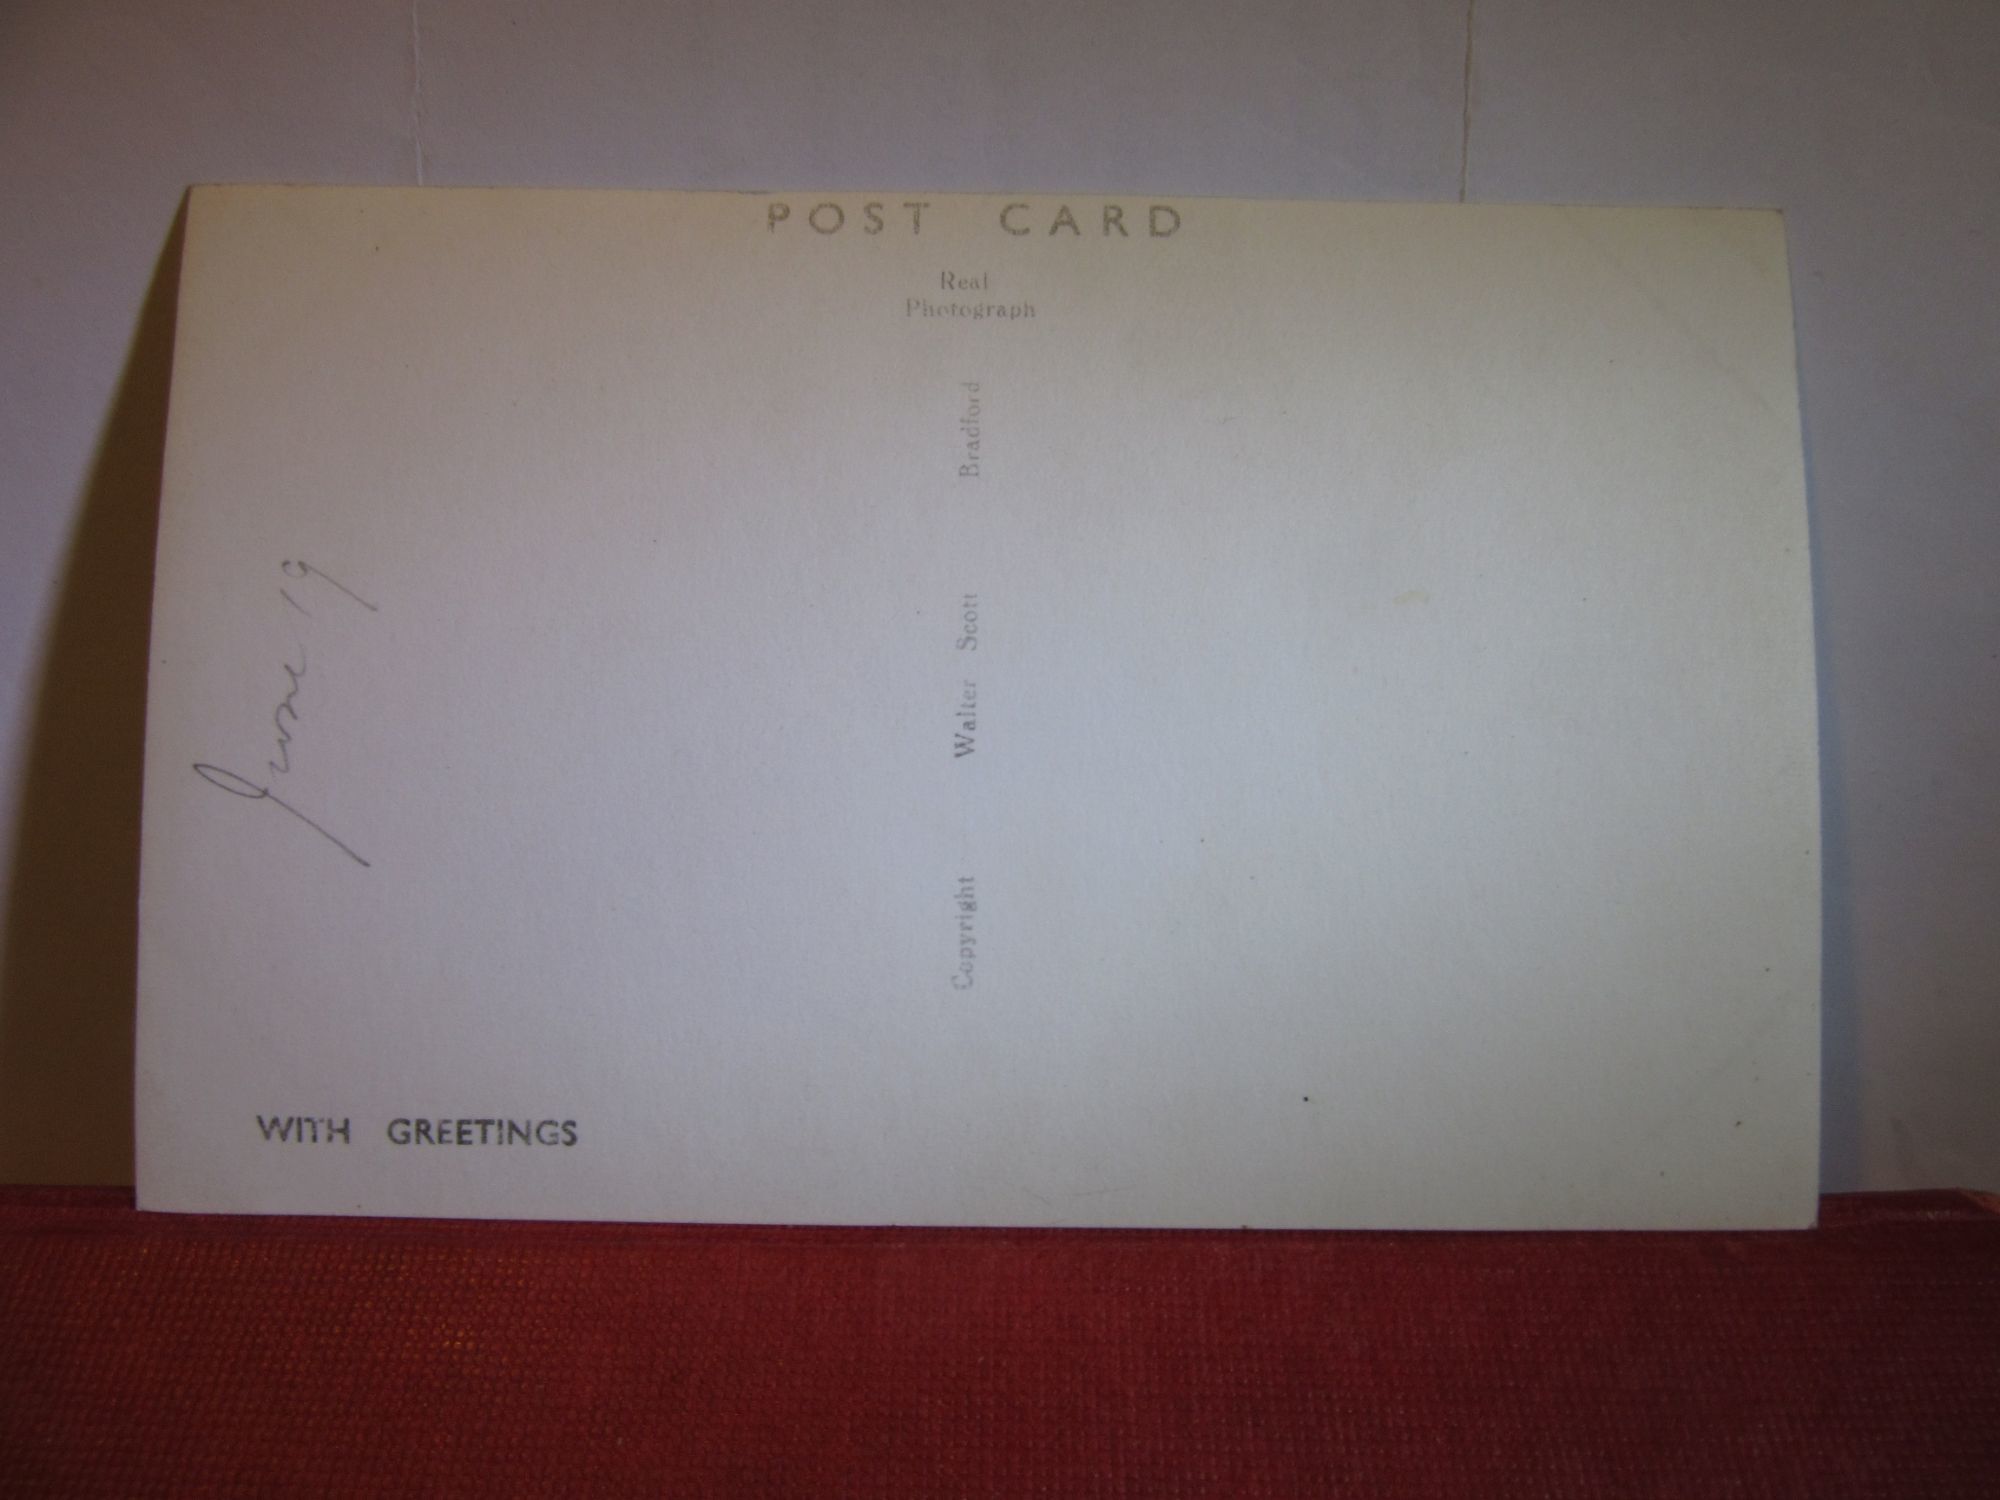 POST CARD
Real
Photograph
Copyright Walter Scott Bradford
June 19
WITH GREETINGS